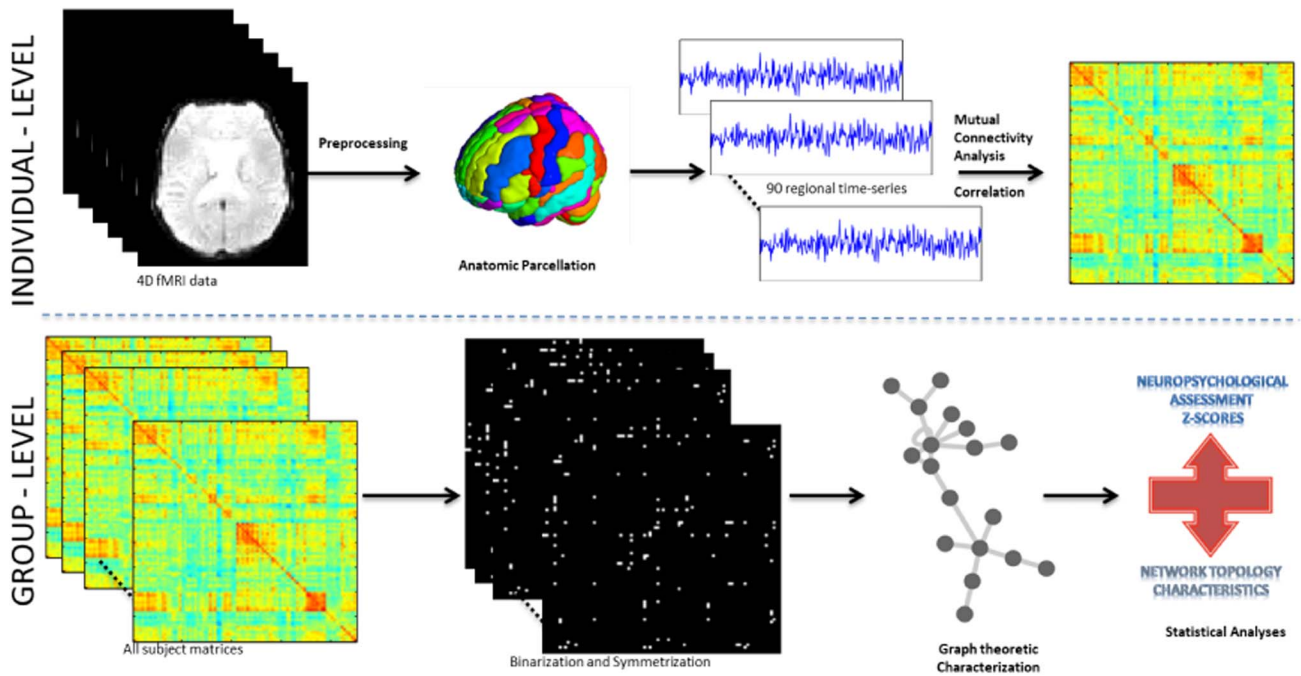 INDIVIDUAL - LEVEL
4D fMRI data
Preprocessing
Anatomic Parcellation
90 regional time-series
Mutual
Connectivity
Analysis
Correlation
GROUP - LEVEL
All subject matrices
Binarization and Symmetrization
Graph theoretic
Characterization
NEUROPSYCHOLOGICAL
ASSESSMENT
Z-SCORES
NETWORK TOPOLOGY
CHARACTERISTICS
Statistical Analyses